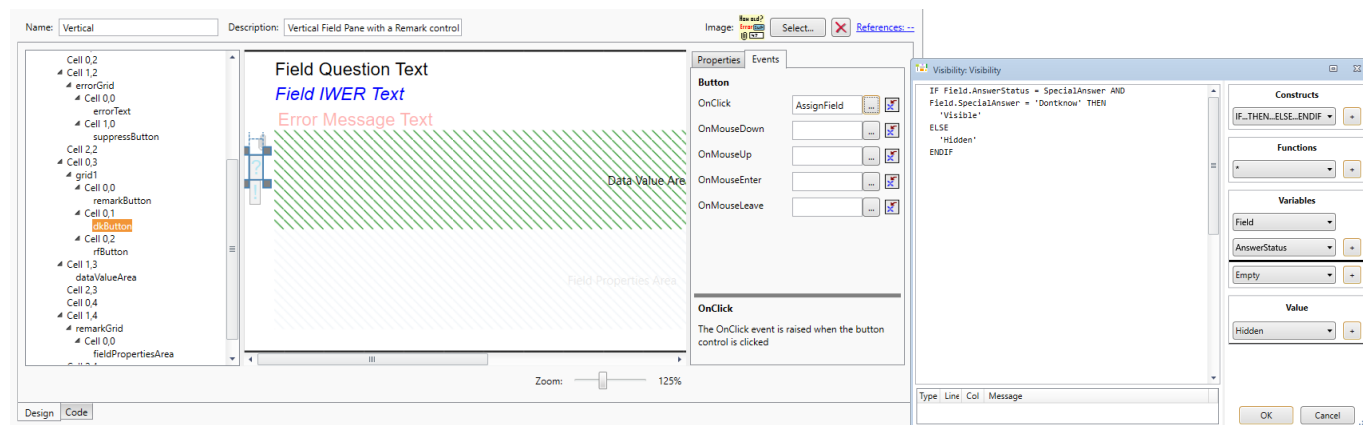 Name: Vertical Description: Vertical Field Pane with a Remark control Image: Select... References: --
Cell 0,2
Cell 1,2
errorGrid
Cell 0,0
errorText
Cell 1,0
suppressButton
Cell 2,2
Cell 0,3
grid1
Cell 0,0
remarkButton
Cell 0,1
dkButton
Cell 0,2
rfButton
Cell 1,3
dataValueArea
Cell 2,3
Cell 0,4
Cell 1,4
remarkGrid
Cell 0,0
fieldPropertiesArea
Field Question Text
Field IWER Text
Error Message Text
?
!
Data Value Are
Field Properties Area
Zoom: 125%
Design Code
Properties Events
Button
OnClick AssignField ...
OnMouseDown ...
OnMouseUp ...
OnMouseEnter ...
OnMouseLeave ...
OnClick
The OnClick event is raised when the button
control is clicked
Visibility: Visibility
IF Field.AnswerStatus = SpecialAnswer AND
Field.SpecialAnswer = 'Dontknow' THEN
'Visible'
ELSE
'Hidden'
ENDIF
Type Line Col Message
Constructs
IF...THEN...ELSE...ENDIF +
Functions
* +
Variables
Field
AnswerStatus +
Empty +
Value
Hidden +
OK Cancel